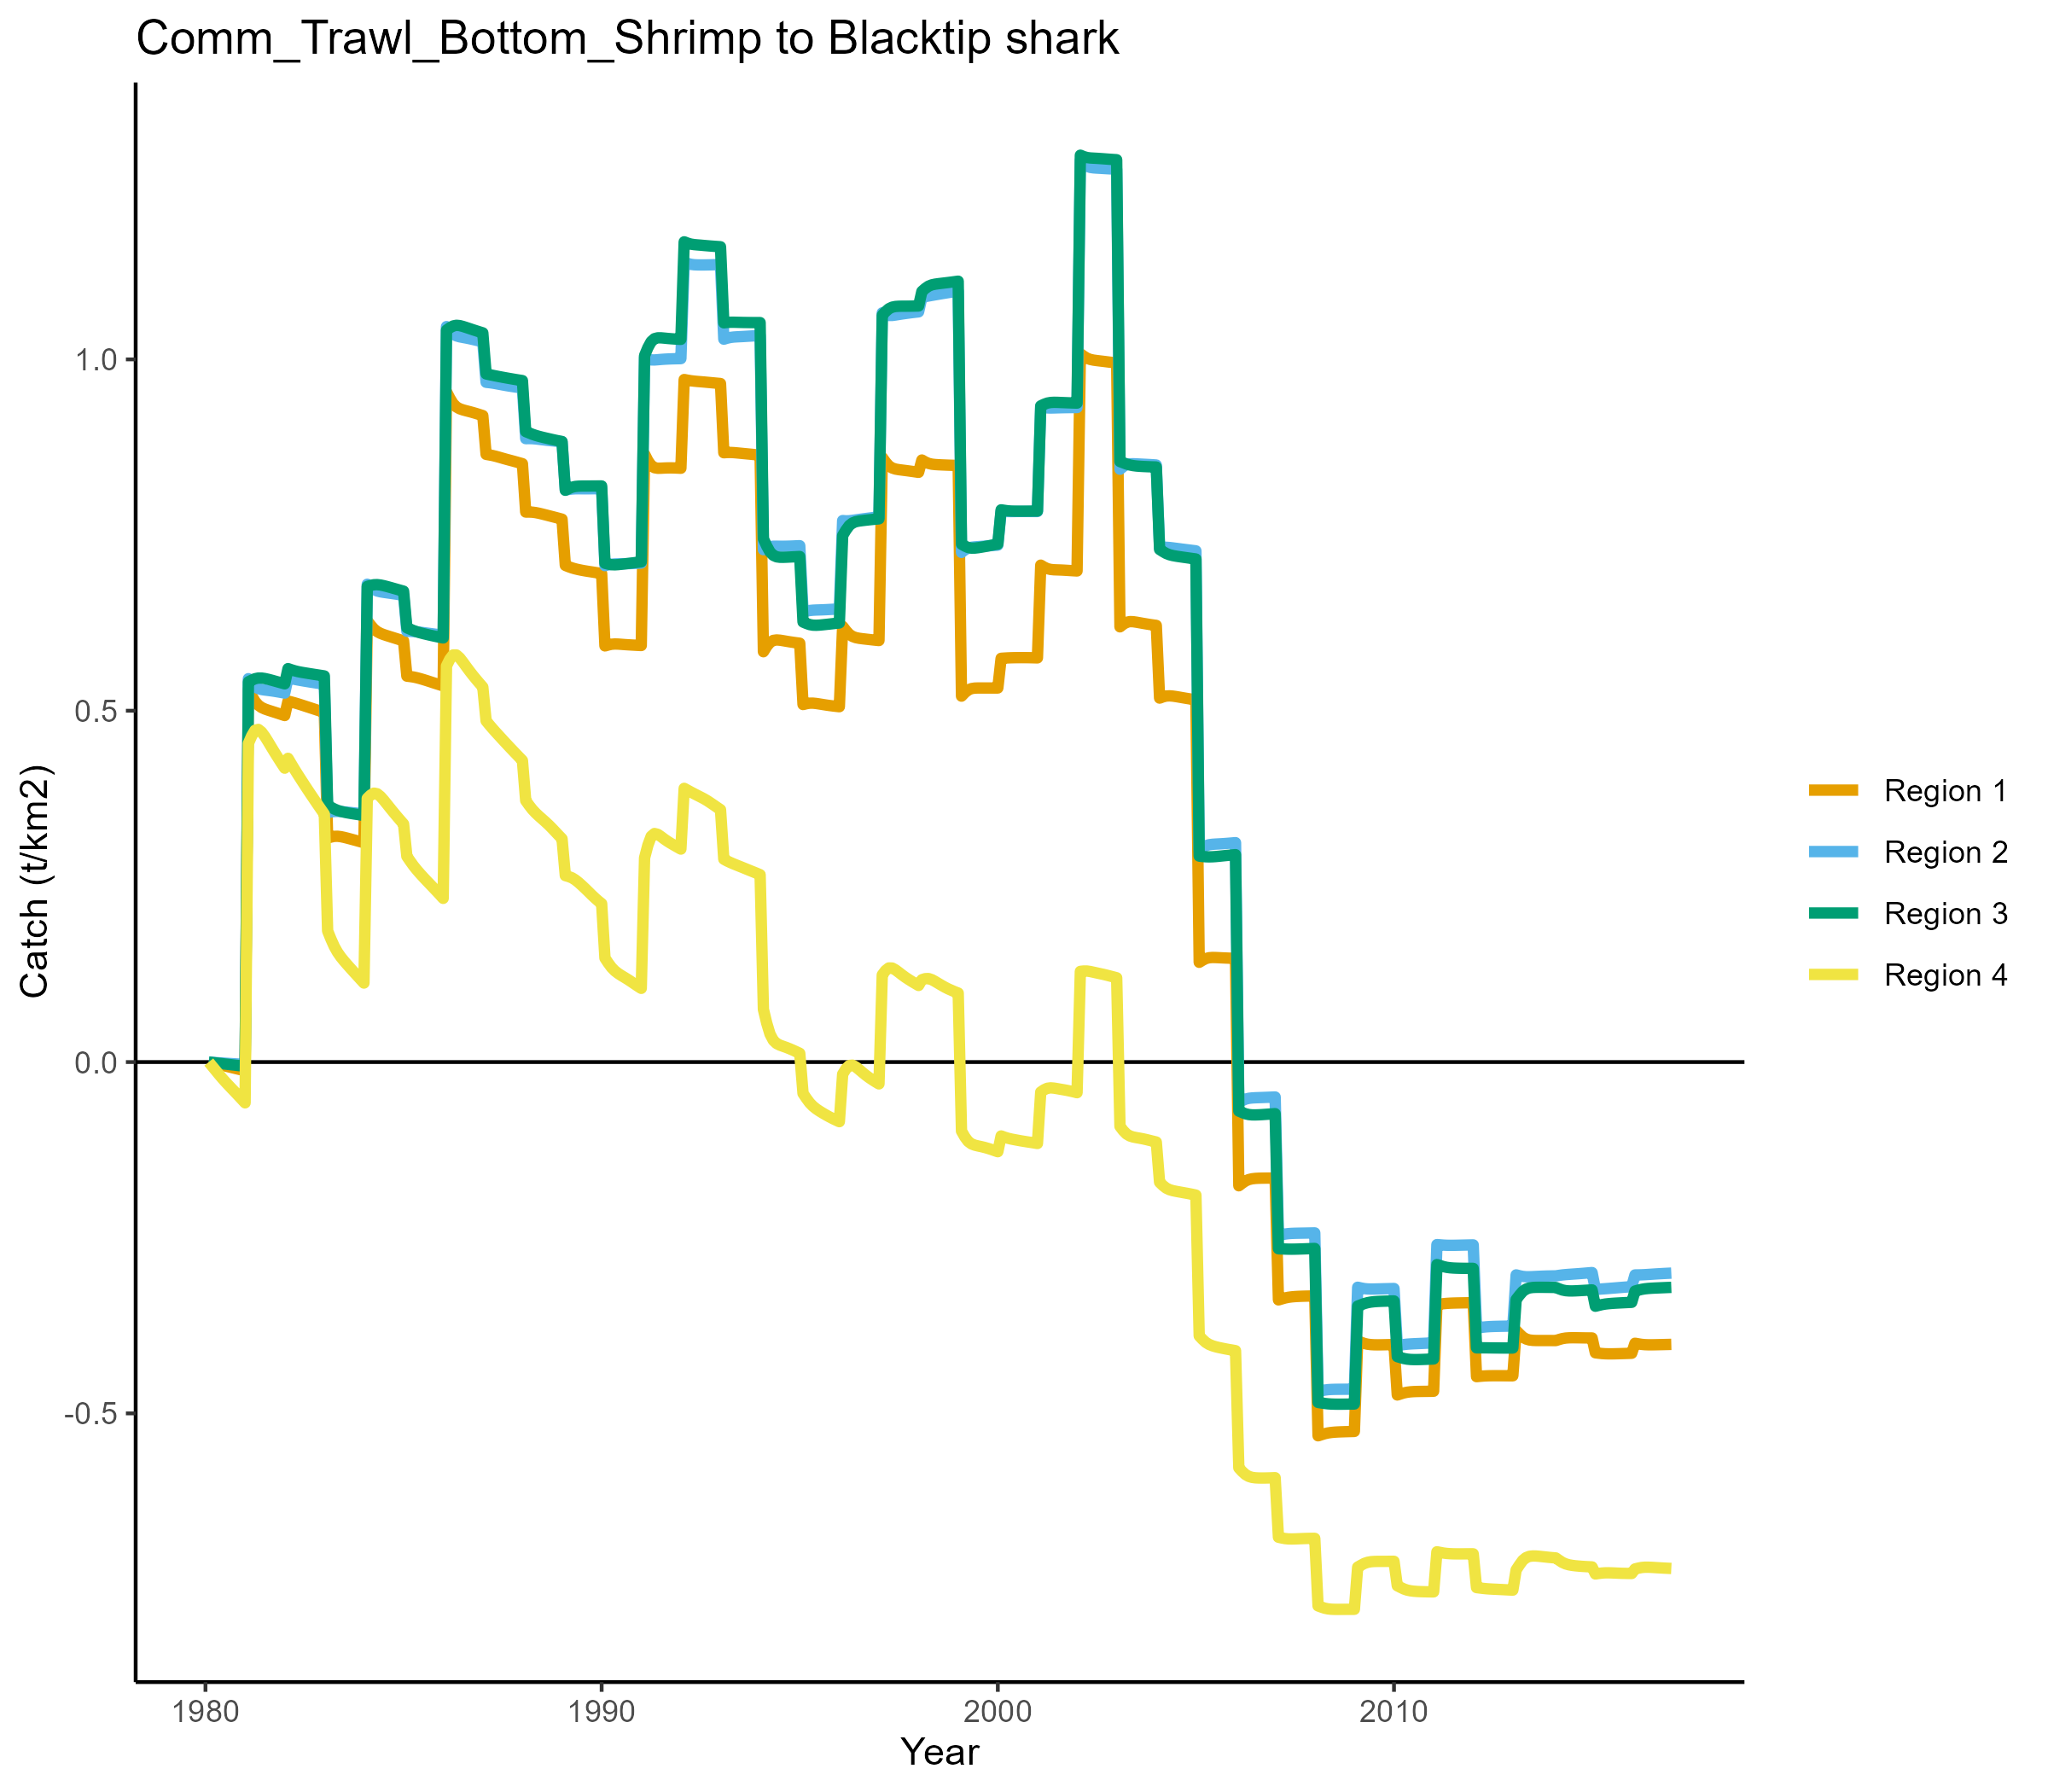 Comm_Trawl_Bottom_Shrimp to Blacktip shark
Catch (t/km2)
1.0
0.5
0.0
-0.5
1980
1990
2000
2010
Year
Region 1
Region 2
Region 3
Region 4